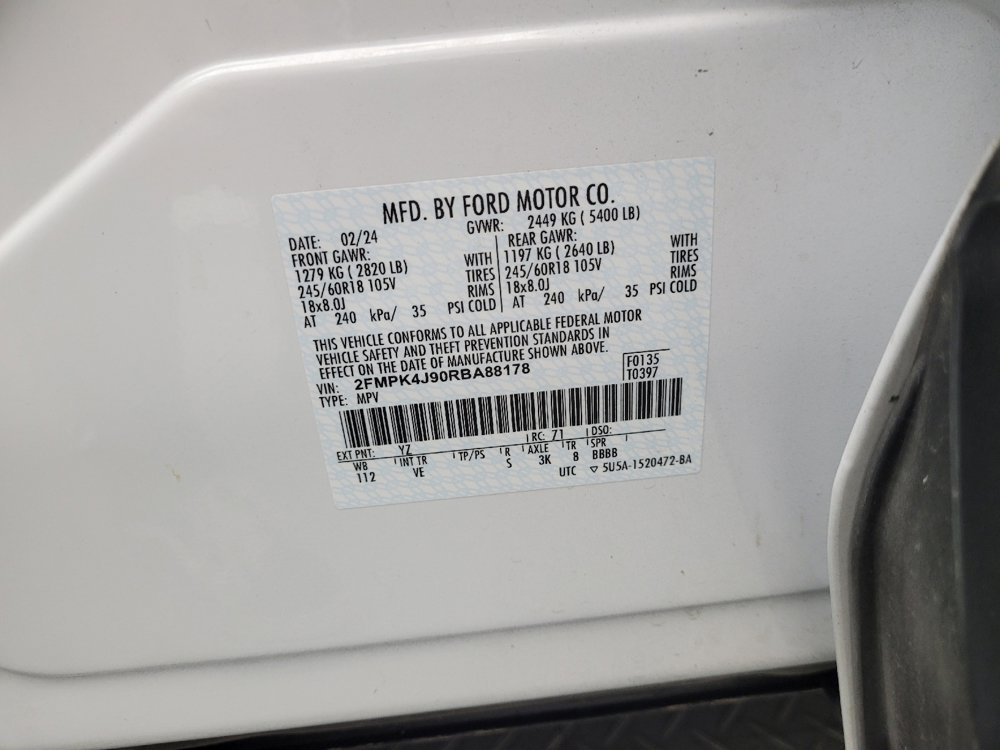 MFD. BY FORD MOTOR CO.
DATE: 02/24 GVWR: 2449 KG ( 5400 LB)
FRONT GAWR: REAR GAWR:
1279 KG ( 2820 LB) WITH 1197 KG ( 2640 LB) WITH
245/60R18 105V TIRES 245/60R18 105V TIRES
18x8.0J RIMS 18x8.0J RIMS
AT 240 kPa/ 35 PSI COLD AT 240 kPa/ 35 PSI COLD
THIS VEHICLE CONFORMS TO ALL APPLICABLE FEDERAL MOTOR
VEHICLE SAFETY AND THEFT PREVENTION STANDARDS IN
EFFECT ON THE DATE OF MANUFACTURE SHOWN ABOVE.
VIN: 2FMPK4J90RBA88178 F0135
TYPE: MPV T0397
EXT PNT: YZ RC: 71 DSO:
WB INT TR TP/PS R AXLE TR SPR
112 VE S 3K 8 BBBB
UTC ▽ 5U5A-1520472-BA